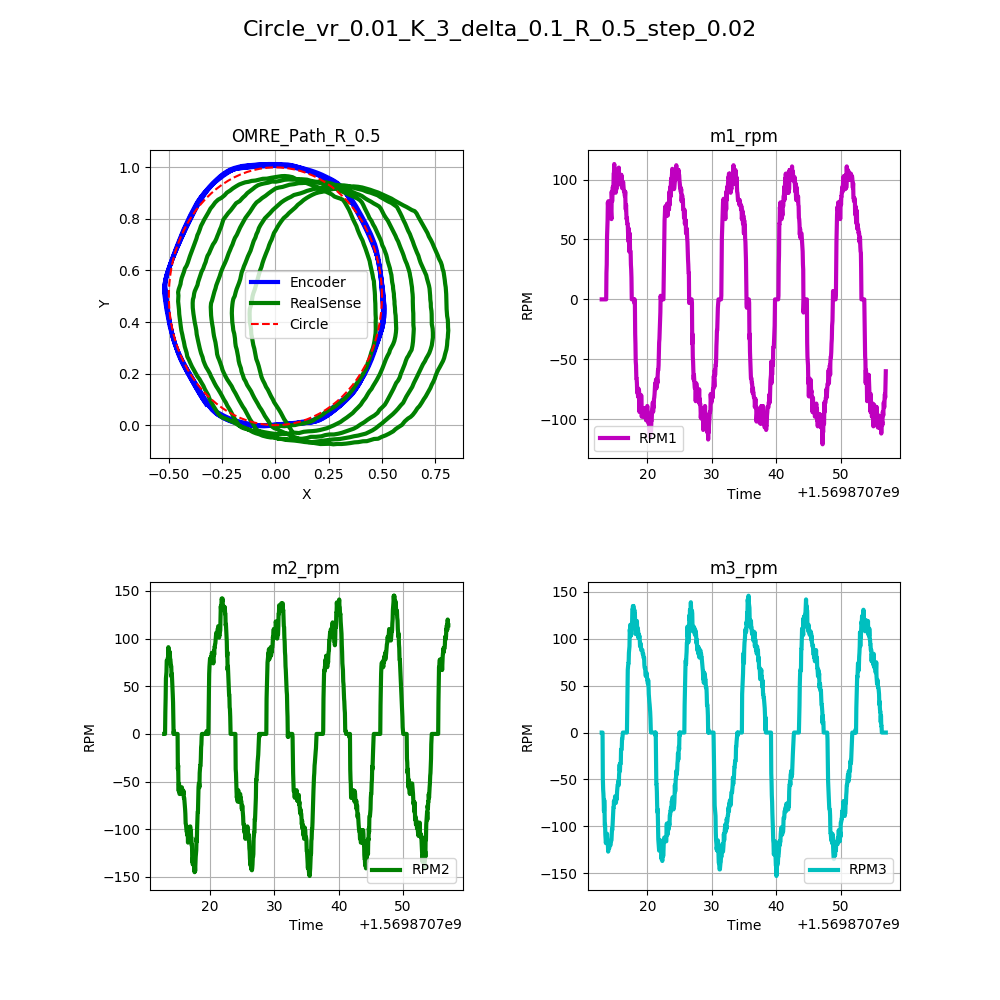 Circle_vr_0.01_K_3_delta_0.1_R_0.5_step_0.02
OMRE_Path_R_0.5
1.0
0.8
0.6
0.4
0.2
0.0
Y
Encoder
RealSense
Circle
−0.50 −0.25 0.00 0.25 0.50 0.75
X
m1_rpm
100
50
0
−50
−100
RPM
RPM1
20 30 40 50
Time +1.5698707e9
m2_rpm
150
100
50
0
−50
−100
−150
RPM
RPM2
20 30 40 50
Time +1.5698707e9
m3_rpm
150
100
50
0
−50
−100
−150
RPM
RPM3
20 30 40 50
Time +1.5698707e9